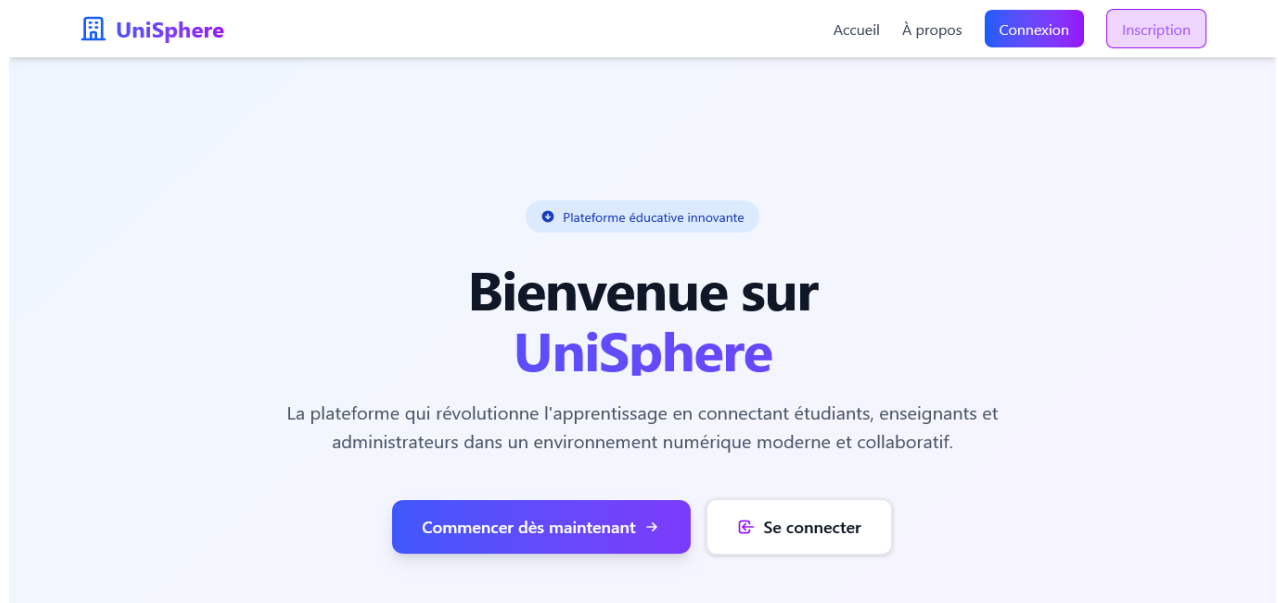 UniSphere
Accueil
À propos
Connexion
Inscription
Plateforme éducative innovante
Bienvenue sur
UniSphere
La plateforme qui révolutionne l'apprentissage en connectant étudiants, enseignants et
administrateurs dans un environnement numérique moderne et collaboratif.
Commencer dès maintenant →
Se connecter